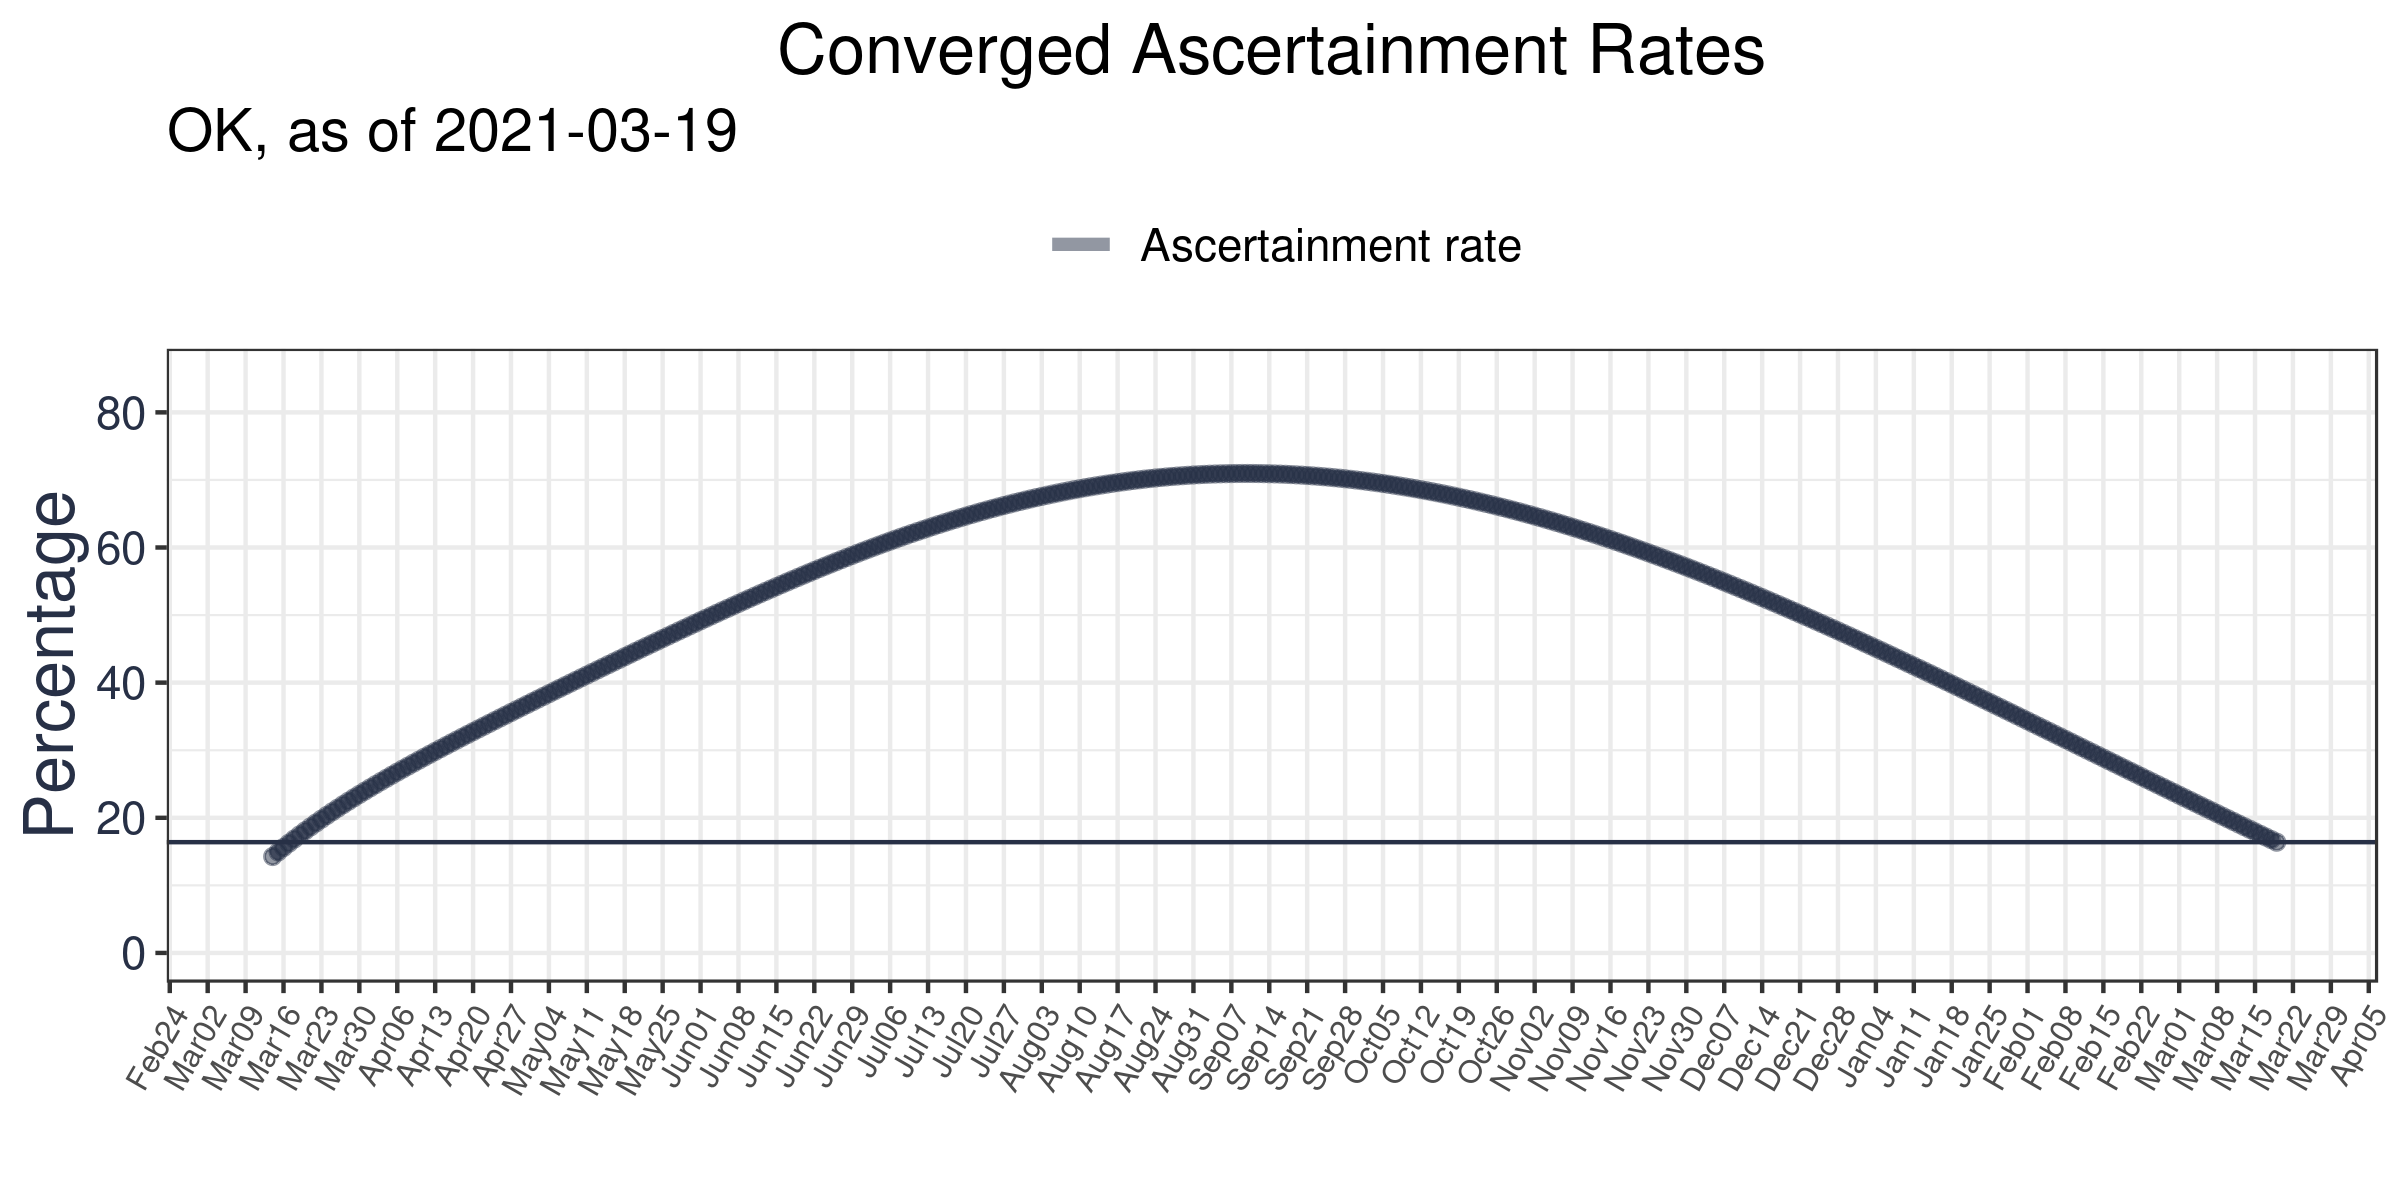 Converged Ascertainment Rates
OK, as of 2021-03-19
Ascertainment rate
Percentage
80
60
40
20
0
Feb24
Mar02
Mar09
Mar16
Mar23
Mar30
Apr06
Apr13
Apr20
Apr27
May04
May11
May18
May25
Jun01
Jun08
Jun15
Jun22
Jun29
Jul06
Jul13
Jul20
Jul27
Aug03
Aug10
Aug17
Aug24
Aug31
Sep07
Sep14
Sep21
Sep28
Oct05
Oct12
Oct19
Oct26
Nov02
Nov09
Nov16
Nov23
Nov30
Dec07
Dec14
Dec21
Dec28
Jan04
Jan11
Jan18
Jan25
Feb01
Feb08
Feb15
Feb22
Mar01
Mar08
Mar15
Mar22
Mar29
Apr05